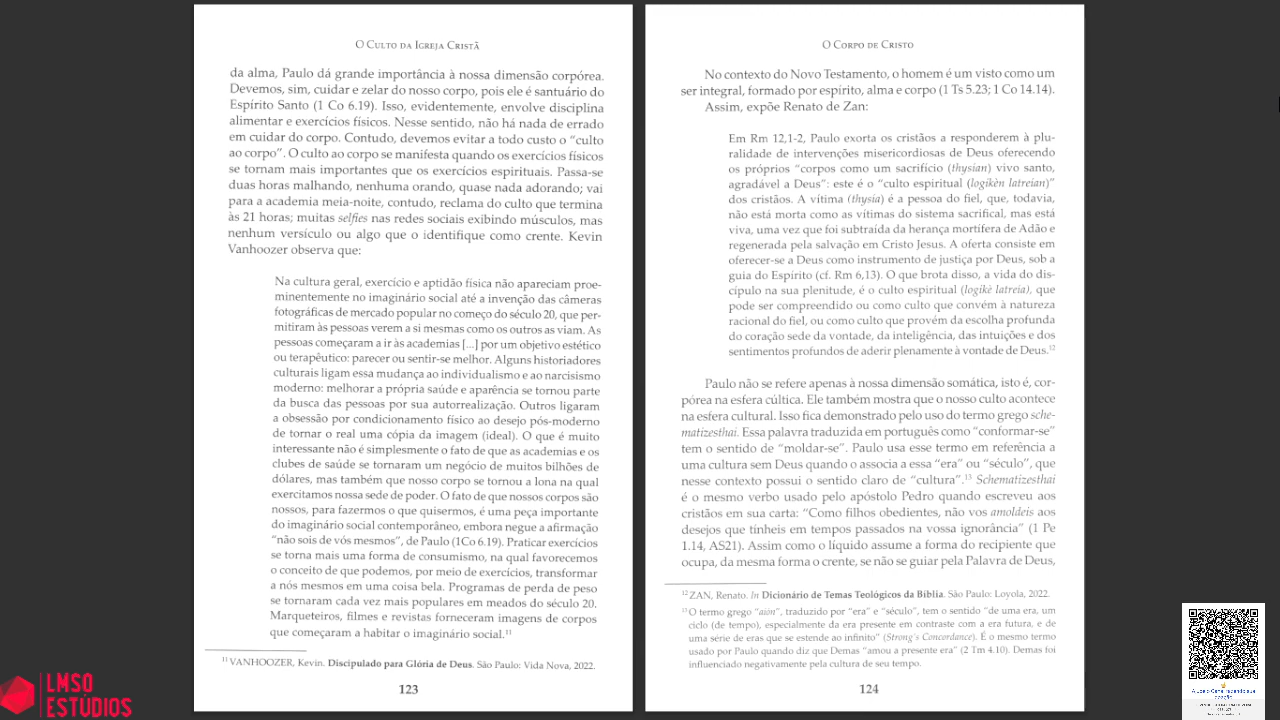 O Culto da Igreja Cristã
da alma, Paulo dá grande importância à nossa dimensão corpórea.
Devemos, sim, cuidar e zelar do nosso corpo, pois ele é santuário do
Espírito Santo (1 Co 6.19). Isso, evidentemente, envolve disciplina
alimentar e exercícios físicos. Nesse sentido, não há nada de errado
em cuidar do corpo. Contudo, devemos evitar a todo custo o “culto
ao corpo”. O culto ao corpo se manifesta quando os exercícios físicos
se tornam mais importantes que os exercícios espirituais. Passa-se
duas horas malhando, nenhuma orando, quase nada adorando; vai
para a academia meia-noite, contudo, reclama do culto que termina
às 21 horas; muitas selfies nas redes sociais exibindo músculos, mas
nenhum versículo ou algo que o identifique como crente. Kevin
Vanhoozer observa que:
Na cultura geral, exercício e aptidão física não apareciam proe-
minentemente no imaginário social até a invenção das câmeras
fotográficas de mercado popular no começo do século 20, que per-
mitiram às pessoas verem a si mesmas como os outros as viam. As
pessoas começaram a ir às academias [...] por um objetivo estético
ou terapêutico: parecer ou sentir-se melhor. Alguns historiadores
culturais ligam essa mudança ao individualismo e ao narcisismo
moderno: melhorar a própria saúde e aparência se tornou parte
da busca das pessoas por sua autorrealização. Outros ligaram
a obsessão por condicionamento físico ao desejo pós-moderno
de tornar o real uma cópia da imagem (ideal). O que é muito
interessante não é simplesmente o fato de que as academias e os
clubes de saúde se tornaram um negócio de muitos bilhões de
dólares, mas também que nosso corpo se tornou a lona na qual
exercitamos nossa sede de poder. O fato de que nossos corpos são
nossos, para fazermos o que quisermos, é uma peça importante
do imaginário social contemporâneo, embora negue a afirmação
“não sois de vós mesmos”, de Paulo (1Co 6.19). Praticar exercícios
se torna mais uma forma de consumismo, na qual favorecemos
o conceito de que podemos, por meio de exercícios, transformar
a nós mesmos em uma coisa bela. Programas de perda de peso
se tornaram cada vez mais populares em meados do século 20.
Marqueteiros, filmes e revistas forneceram imagens de corpos
que começaram a habitar o imaginário social.11
11 VANHOOZER, Kevin. Discipulado para Glória de Deus. São Paulo: Vida Nova, 2022.
123
O Corpo de Cristo
No contexto do Novo Testamento, o homem é um visto como um
ser integral, formado por espírito, alma e corpo (1 Ts 5.23; 1 Co 14.14).
Assim, expõe Renato de Zan:
Em Rm 12,1-2, Paulo exorta os cristãos a responderem à plu-
ralidade de intervenções misericordiosas de Deus oferecendo
os próprios “corpos como um sacrifício (thysían) vivo santo,
agradável a Deus”: este é o “culto espiritual (logikèn latreian)”
dos cristãos. A vítima (thysía) é a pessoa do fiel, que, todavia,
não está morta como as vítimas do sistema sacrifical, mas está
viva, uma vez que foi subtraída da herança mortífera de Adão e
regenerada pela salvação em Cristo Jesus. A oferta consiste em
oferecer-se a Deus como instrumento de justiça por Deus, sob a
guia do Espírito (cf. Rm 6,13). O que brota disso, a vida do dis-
cípulo na sua plenitude, é o culto espiritual (logikè latreia), que
pode ser compreendido ou como culto que convém à natureza
racional do fiel, ou como culto que provém da escolha profunda
do coração sede da vontade, da inteligência, das intuições e dos
sentimentos profundos de aderir plenamente à vontade de Deus.12
Paulo não se refere apenas à nossa dimensão somática, isto é, cor-
pórea na esfera cúltica. Ele também mostra que o nosso culto acontece
na esfera cultural. Isso fica demonstrado pelo uso do termo grego sche-
matizesthai. Essa palavra traduzida em português como “conformar-se”
tem o sentido de “moldar-se”. Paulo usa esse termo em referência a
uma cultura sem Deus quando o associa a essa “era” ou “século”, que
nesse contexto possui o sentido claro de “cultura”.13 Schematizesthai
é o mesmo verbo usado pelo apóstolo Pedro quando escreveu aos
cristãos em sua carta: “Como filhos obedientes, não vos amoldeis aos
desejos que tínheis em tempos passados na vossa ignorância” (1 Pe
1.14, AS21). Assim como o líquido assume a forma do recipiente que
ocupa, da mesma forma o crente, se não se guiar pela Palavra de Deus,
12 ZAN, Renato. In Dicionário de Temas Teológicos da Bíblia. São Paulo: Loyola, 2022.
13 O termo grego “aión”, traduzido por “era” e “século”, tem o sentido “de uma era, um
ciclo (de tempo), especialmente da era presente em contraste com a era futura, e de
uma série de eras que se estende ao infinito” (Strong's Concordance). É o mesmo termo
usado por Paulo quando diz que Demas “amou a presente era” (2 Tm 4.10). Demas foi
influenciado negativamente pela cultura de seu tempo.
124
LMSO
ESTÚDIOS